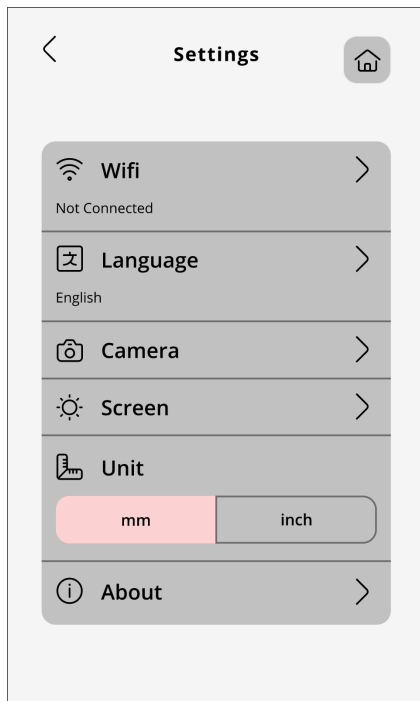 Settings
Wifi
Not Connected
Language
English
Camera
Screen
Unit
mm inch
About